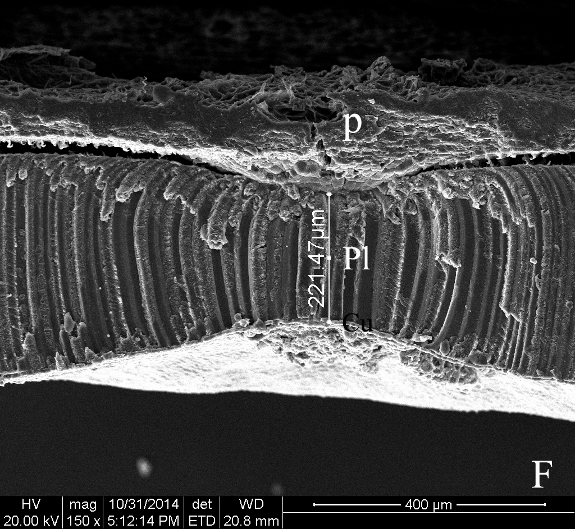 p
221.47µm
Pl
Cu
F
HV mag 10/31/2014 det WD
20.00 kV 150 x 5:12:14 PM ETD 20.8 mm
400 µm